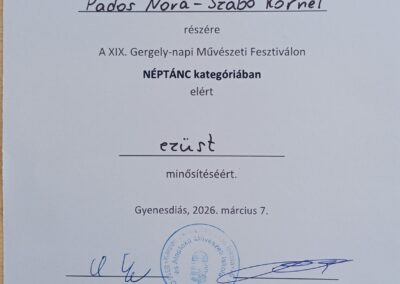 Pados Nóra - Szabó Kornél
részére
A XIX. Gergely-napi Művészeti Fesztiválon
NÉPTÁNC kategóriában
elért
ezüst
minősítéséért.
Gyenesdiás, 2026. március 7.